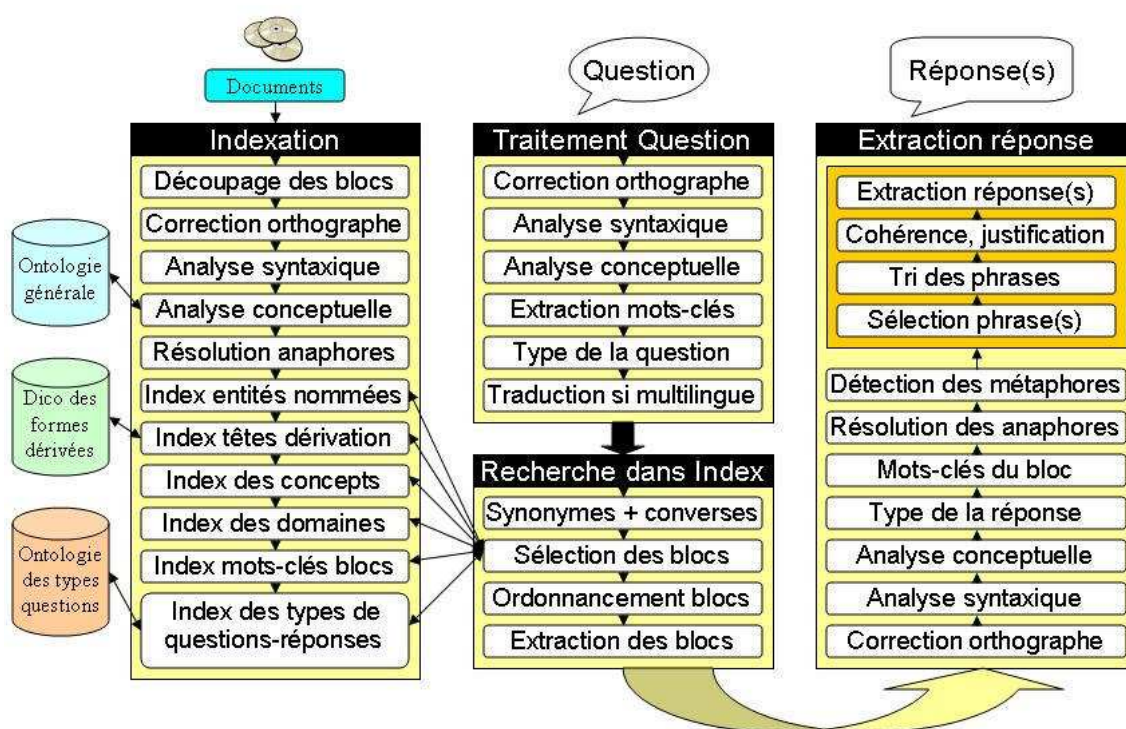 Documents
Indexation
Découpage des blocs
Correction orthographe
Analyse syntaxique
Analyse conceptuelle
Résolution anaphores
Index entités nommées
Index têtes dérivation
Index des concepts
Index des domaines
Index mots-clés blocs
Index des types de
questions-réponses
Ontologie
générale
Dico des
formes
dérivées
Ontologie
des types
questions
Question
Traitement Question
Correction orthographe
Analyse syntaxique
Analyse conceptuelle
Extraction mots-clés
Type de la question
Traduction si multilingue
Recherche dans Index
Synonymes + converses
Sélection des blocs
Ordonnancement blocs
Extraction des blocs
Réponse(s)
Extraction réponse
Extraction réponse(s)
Cohérence, justification
Tri des phrases
Sélection phrase(s)
Détection des métaphores
Résolution des anaphores
Mots-clés du bloc
Type de la réponse
Analyse conceptuelle
Analyse syntaxique
Correction orthographe